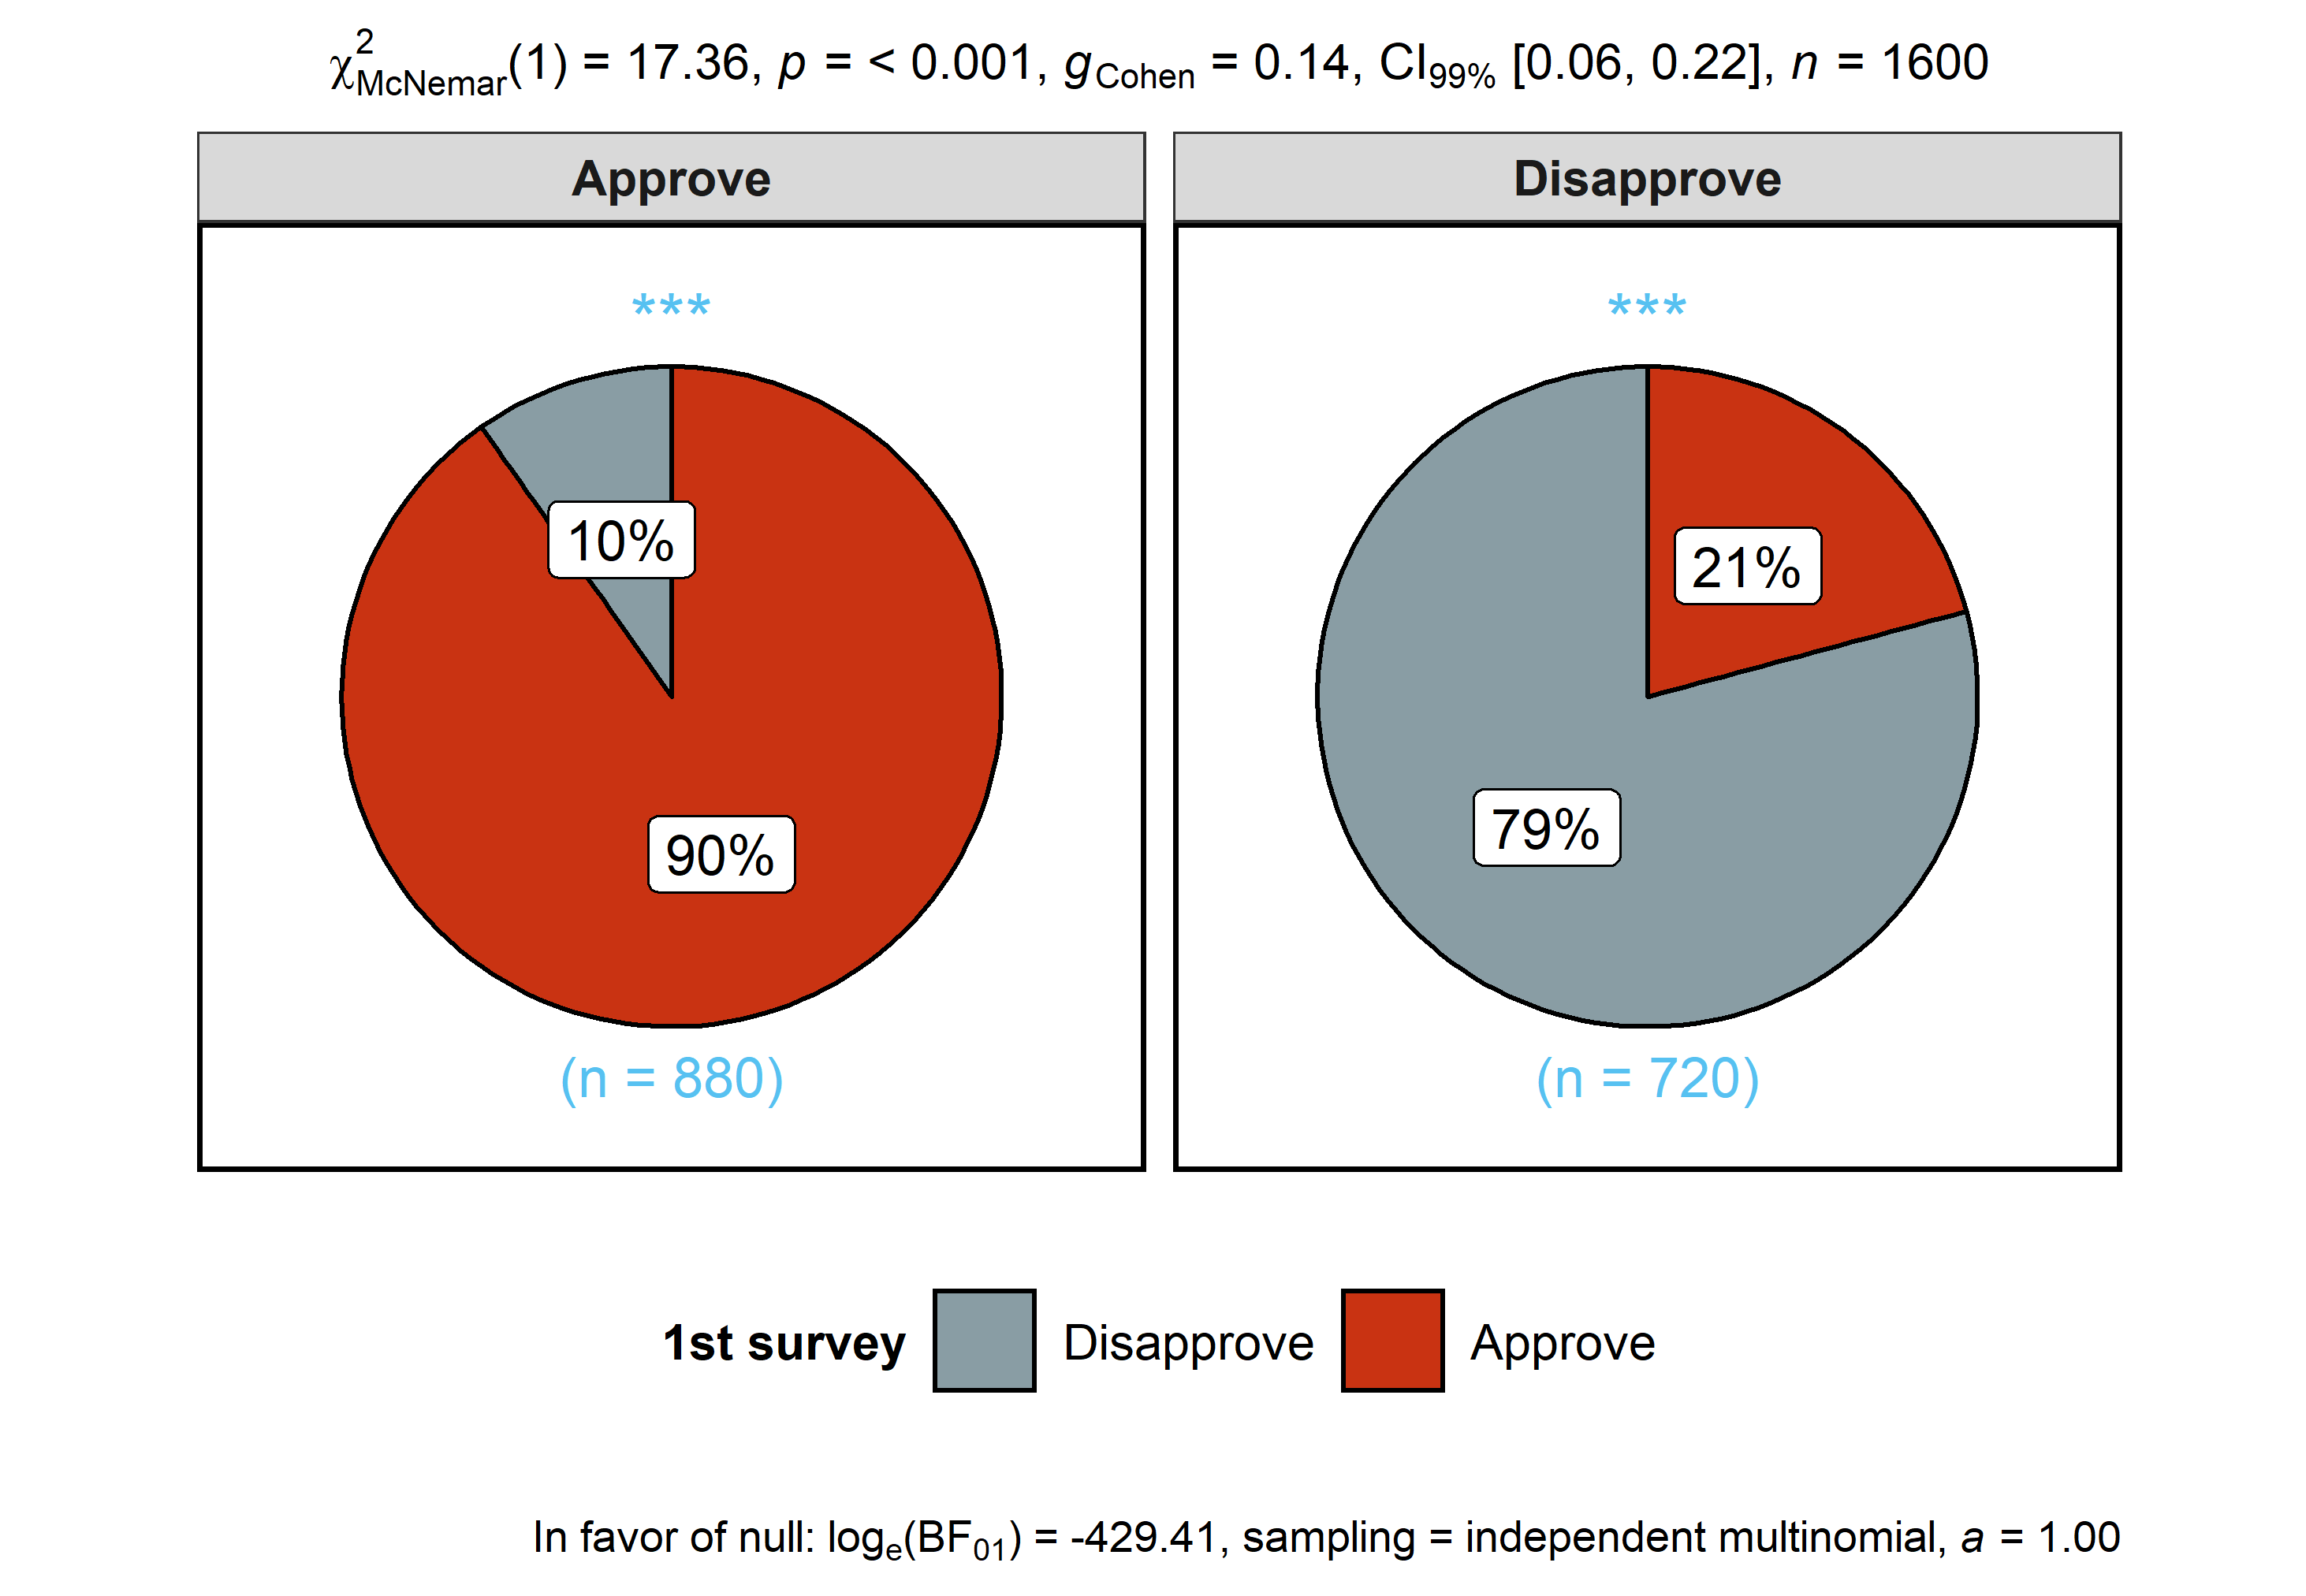 χ²McNemar(1) = 17.36, p = < 0.001, gCohen = 0.14, CI99% [0.06, 0.22], n = 1600
Approve
Disapprove
***
***
10%
90%
21%
79%
(n = 880)
(n = 720)
1st survey Disapprove Approve
In favor of null: loge(BF01) = -429.41, sampling = independent multinomial, a = 1.00